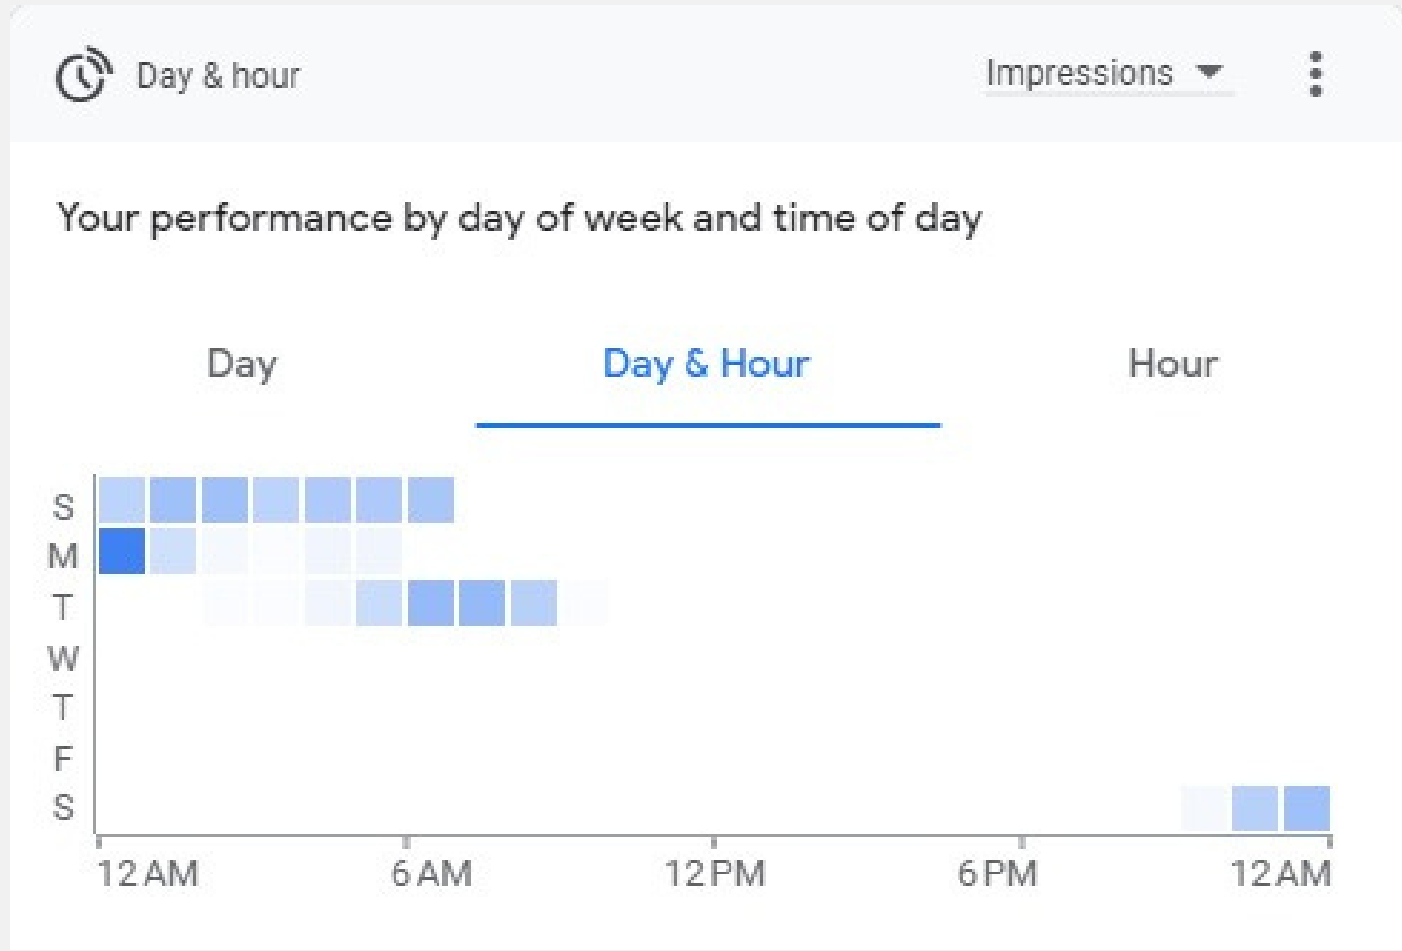 Day & hour
Impressions
Your performance by day of week and time of day
Day
Day & Hour
Hour
S
M
T
W
T
F
S
12 AM
6 AM
12 PM
6 PM
12 AM